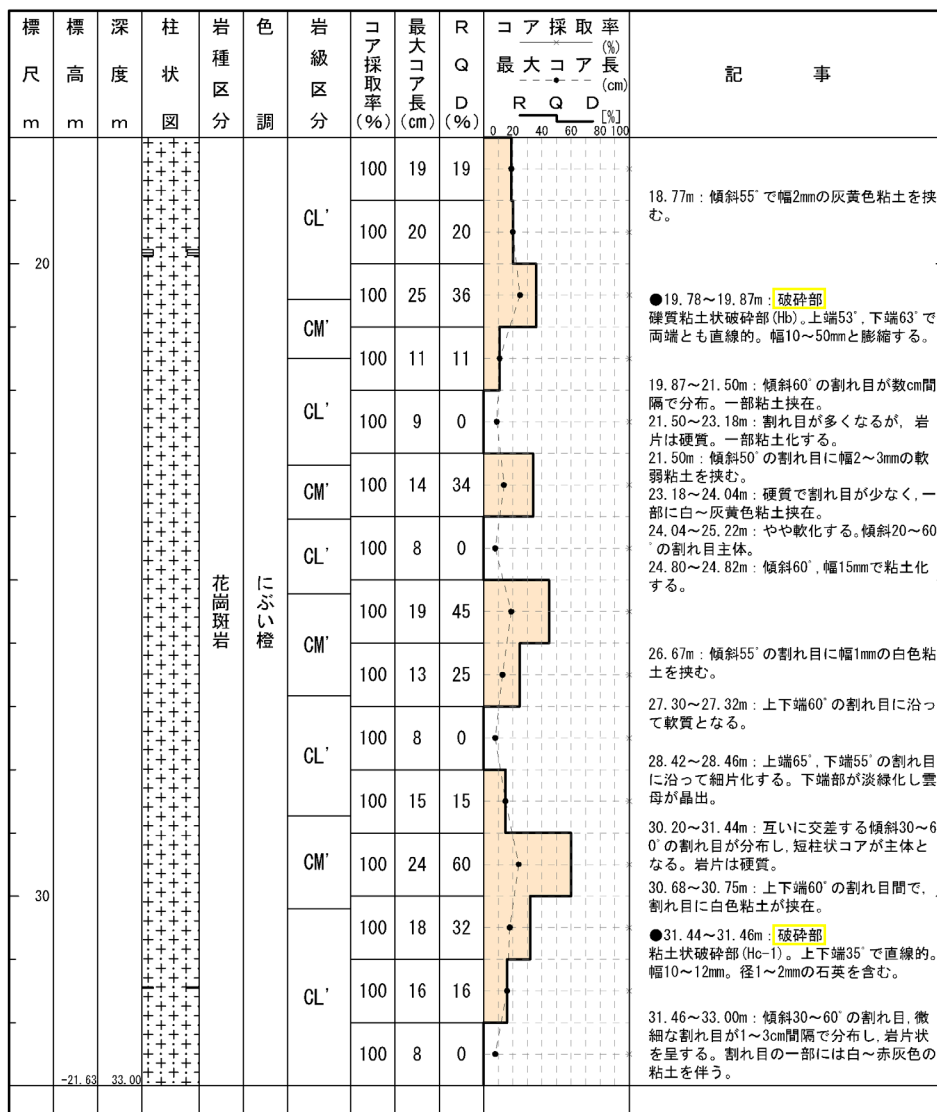 標尺 m
標高 m
深度 m
柱状図
岩種区分
色調
岩級区分
コア採取率(%)
最大コア長(cm)
RQD(%)
コア採取率
(%)
最大コア長
(cm)
R Q D
[%]
0 20 40 60 80 100
記 事
20
30
-21.63
33.00
花崗斑岩
にぶい橙
CL'
CM'
CL'
CM'
CL'
CM'
CL'
CM'
CL'
100 19 19
100 20 20
100 25 36
100 11 11
100 9 0
100 14 34
100 8 0
100 19 45
100 13 25
100 8 0
100 15 15
100 24 60
100 18 32
100 16 16
100 8 0
18.77m：傾斜55°で幅2mmの灰黄色粘土を挟
む。
●19.78～19.87m：破砕部
礫質粘土状破砕部(Hb)。上端53°，下端63°で
両端とも直線的。幅10～50mmと膨縮する。
19.87～21.50m：傾斜60°の割れ目が数cm間
隔で分布。一部粘土挟在。
21.50～23.18m：割れ目が多くなるが，岩
片は硬質。一部粘土化する。
21.50m：傾斜50°の割れ目に幅2～3mmの軟
弱粘土を挟む。
23.18～24.04m：硬質で割れ目が少なく，一
部に白～灰黄色粘土挟在。
24.04～25.22m：やや軟化する。傾斜20～60
°の割れ目主体。
24.80～24.82m：傾斜60°，幅15mmで粘土化
する。
26.67m：傾斜55°の割れ目に幅1mmの白色粘
土を挟む。
27.30～27.32m：上下端60°の割れ目に沿っ
て軟質となる。
28.42～28.46m：上端65°，下端55°の割れ目
に沿って細片化する。下端部が淡緑化し雲
母が晶出。
30.20～31.44m：互いに交差する傾斜30～6
0°の割れ目が分布し，短柱状コアが主体と
なる。岩片は硬質。
30.68～30.75m：上下端60°の割れ目間で，
割れ目に白色粘土が挟在。
●31.44～31.46m：破砕部
粘土状破砕部(Hc-1)。上下端35°で直線的。
幅10～12mm。径1～2mmの石英を含む。
31.46～33.00m：傾斜30～60°の割れ目，微
細な割れ目が1～3cm間隔で分布し，岩片状
を呈する。割れ目の一部には白～赤灰色の
粘土を伴う。